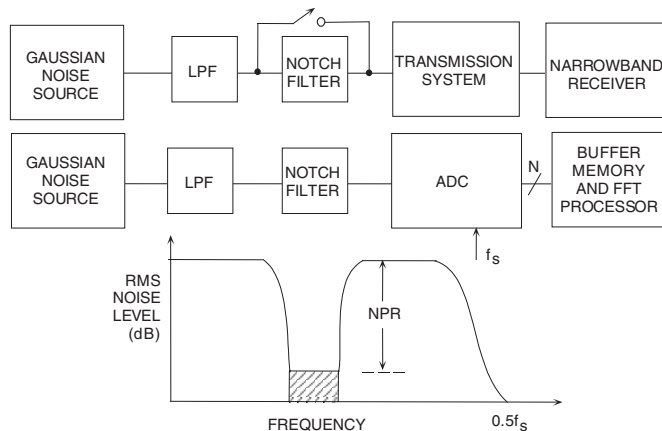 GAUSSIAN
NOISE
SOURCE
LPF
NOTCH
FILTER
TRANSMISSION
SYSTEM
NARROWBAND
RECEIVER
GAUSSIAN
NOISE
SOURCE
LPF
NOTCH
FILTER
ADC
N
BUFFER
MEMORY
AND FFT
PROCESSOR
fs
RMS
NOISE
LEVEL
(dB)
NPR
FREQUENCY
0.5fs